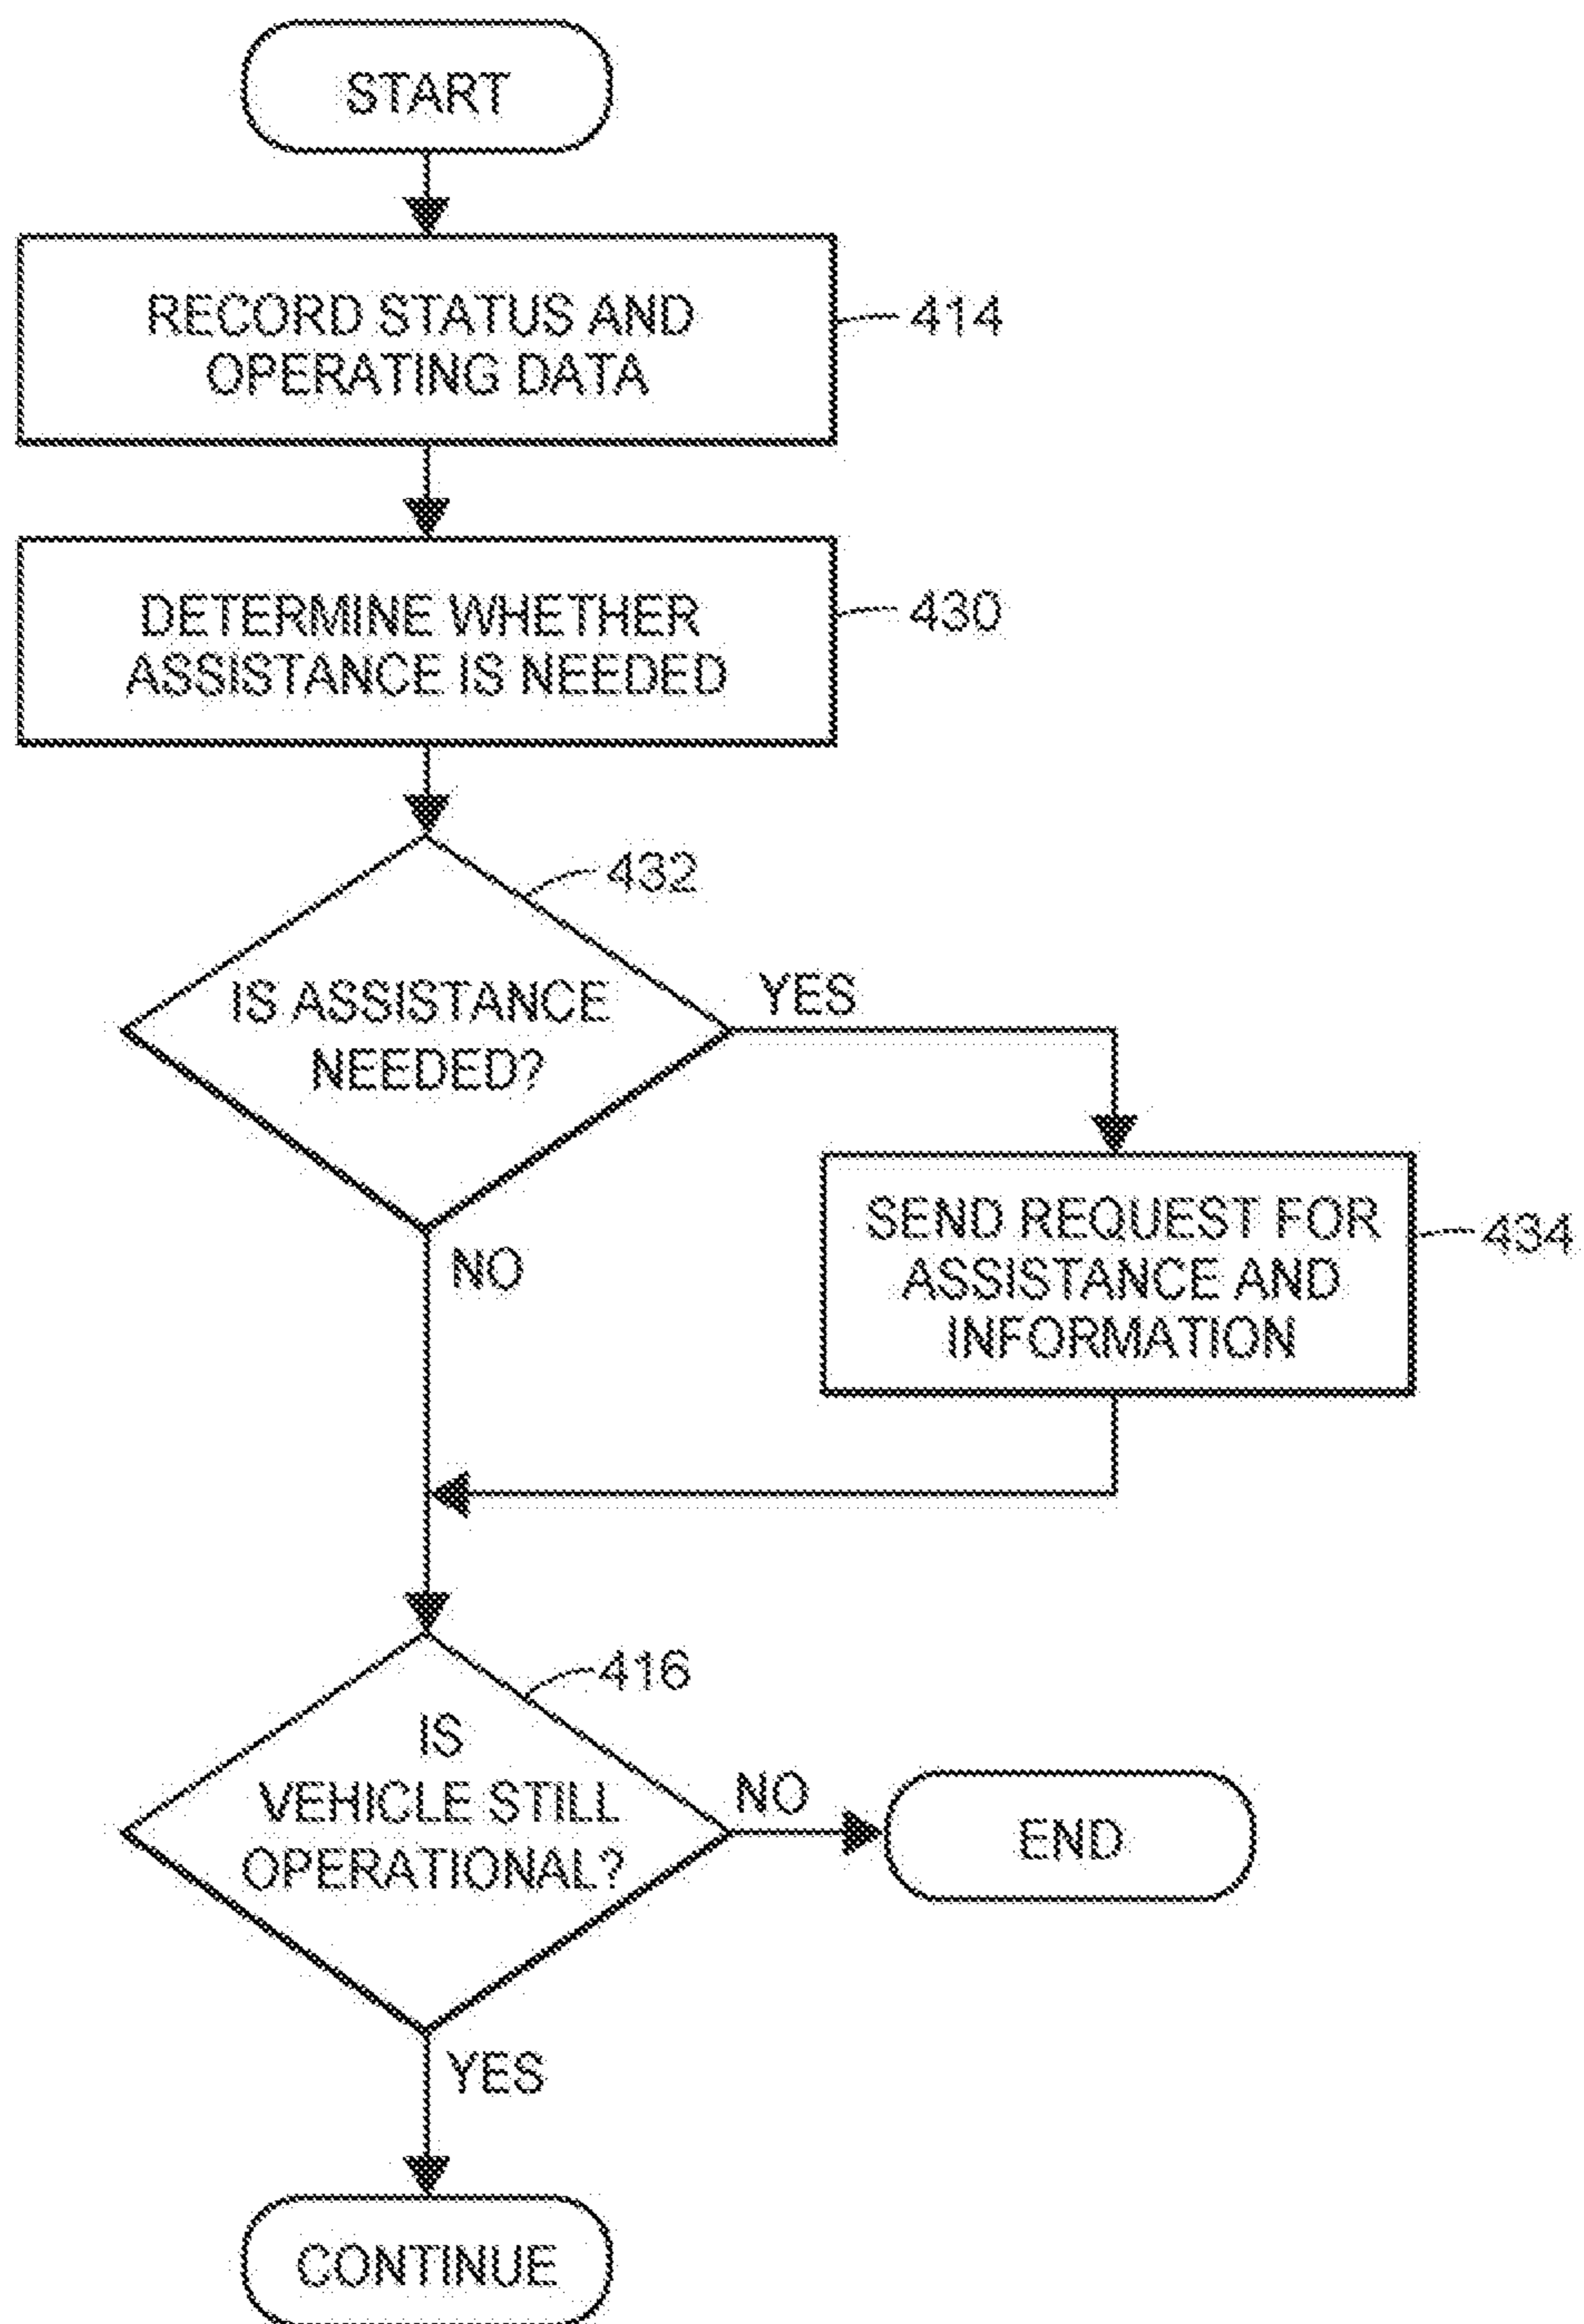 START
RECORD STATUS AND
OPERATING DATA
414
DETERMINE WHETHER
ASSISTANCE IS NEEDED
430
432
IS ASSISTANCE
NEEDED?
YES
NO
SEND REQUEST FOR
ASSISTANCE AND
INFORMATION
434
416
IS
VEHICLE STILL
OPERATIONAL?
NO
END
YES
CONTINUE